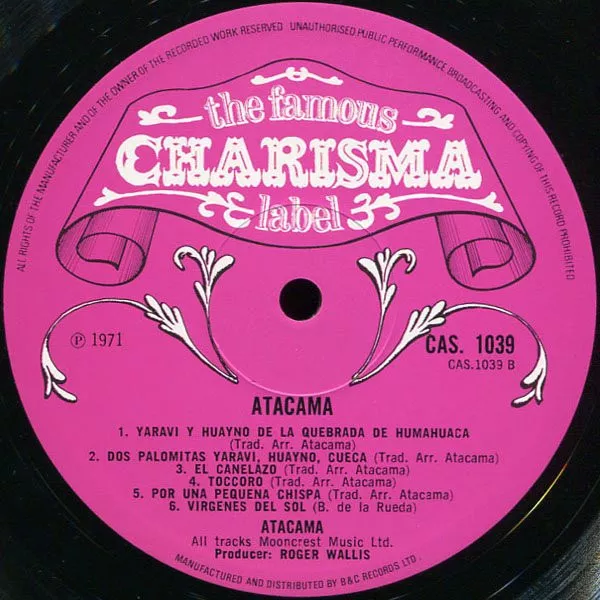 ALL RIGHTS OF THE MANUFACTURER AND OF THE OWNER OF THE RECORDED WORK RESERVED UNAUTHORISED PUBLIC PERFORMANCE BROADCASTING AND COPYING OF THIS RECORD PROHIBITED
the famous
CHARISMA
label
Ⓟ 1971
CAS. 1039
CAS.1039 B
ATACAMA
1. YARAVI Y HUAYNO DE LA QUEBRADA DE HUMAHUACA
(Trad. Arr. Atacama)
2. DOS PALOMITAS YARAVI, HUAYNO, CUECA (Trad. Arr. Atacama)
3. EL CANELAZO (Trad. Arr. Atacama)
4. TOCCORO (Trad. Arr. Atacama)
5. POR UNA PEQUENA CHISPA (Trad. Arr. Atacama)
6. VIRGENES DEL SOL (B. de la Rueda)
ATACAMA
All tracks Mooncrest Music Ltd.
Producer: ROGER WALLIS
MANUFACTURED AND DISTRIBUTED BY B&C RECORDS LTD.